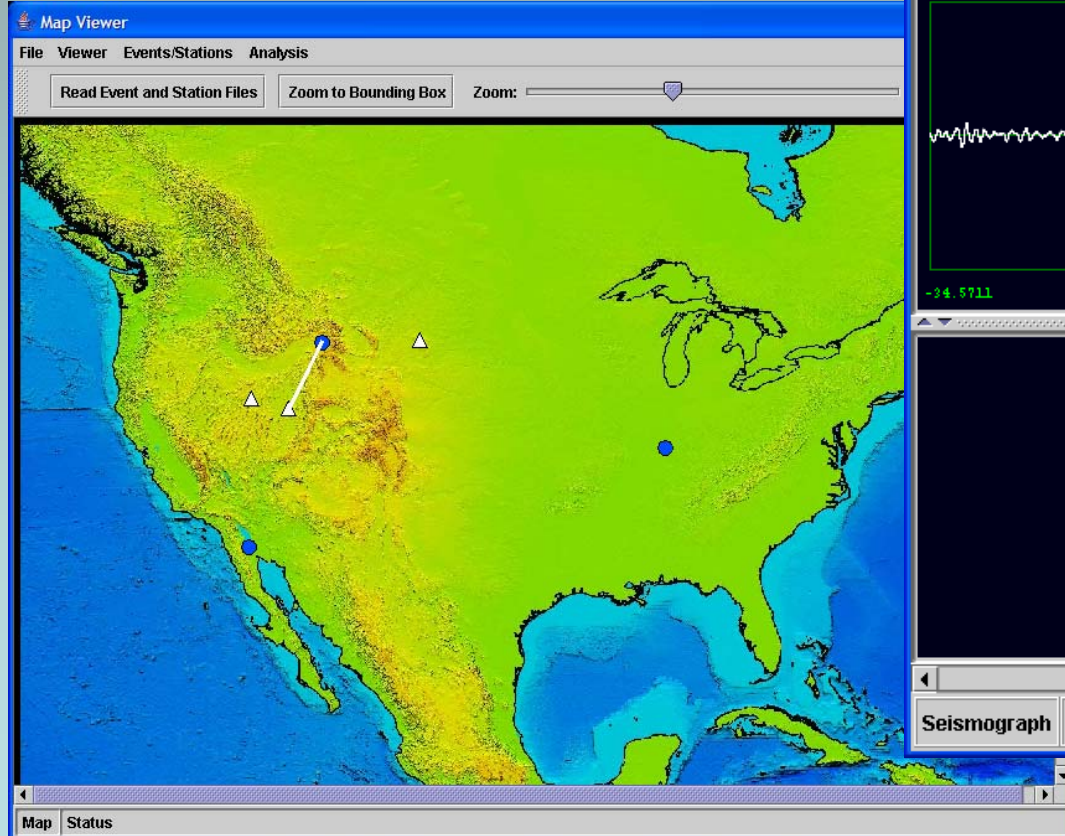 Map Viewer
File Viewer Events/Stations Analysis
Read Event and Station Files Zoom to Bounding Box Zoom:
-34.5711
Seismograph
Map Status